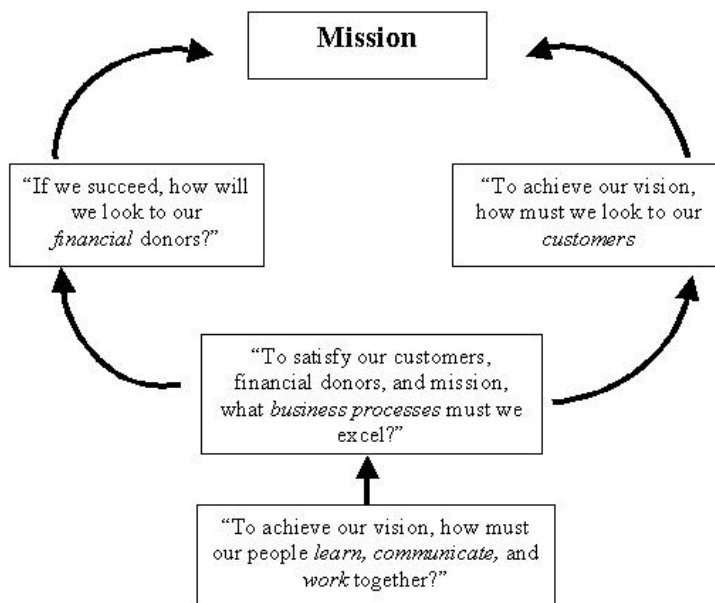 Mission
“If we succeed, how will
we look to our
financial donors?”
“To achieve our vision,
how must we look to our
customers
“To satisfy our customers,
financial donors, and mission,
what business processes must we
excel?”
“To achieve our vision, how must
our people learn, communicate, and
work together?”